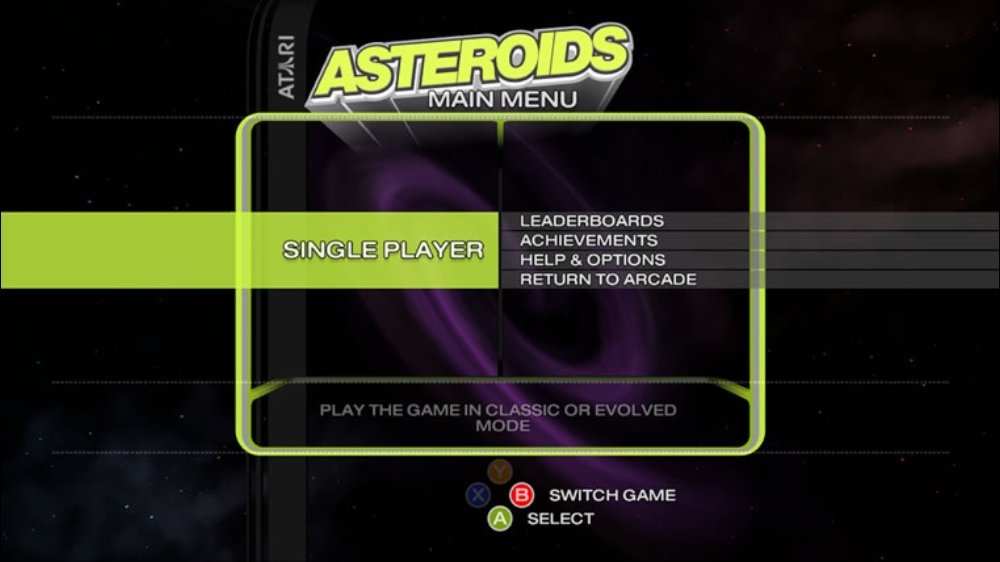 ATARI
ASTEROIDS
MAIN MENU
SINGLE PLAYER
LEADERBOARDS
ACHIEVEMENTS
HELP & OPTIONS
RETURN TO ARCADE
PLAY THE GAME IN CLASSIC OR EVOLVED
MODE
Y
X B SWITCH GAME
A SELECT